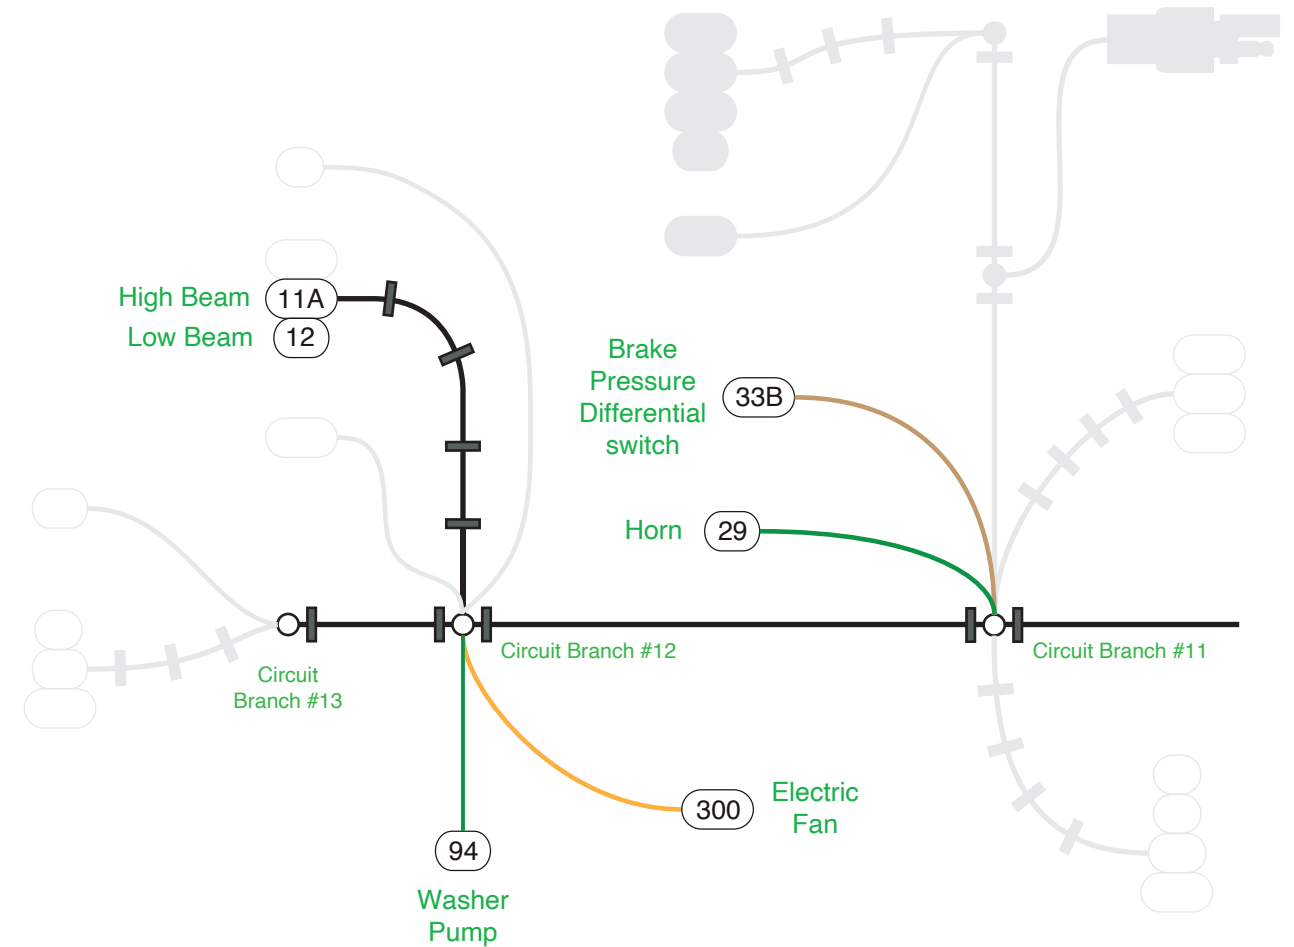 High Beam
11A
Low Beam
12
Brake
Pressure
Differential
switch
33B
Horn
29
Circuit Branch #12
Circuit Branch #11
Circuit
Branch #13
300
Electric
Fan
94
Washer
Pump